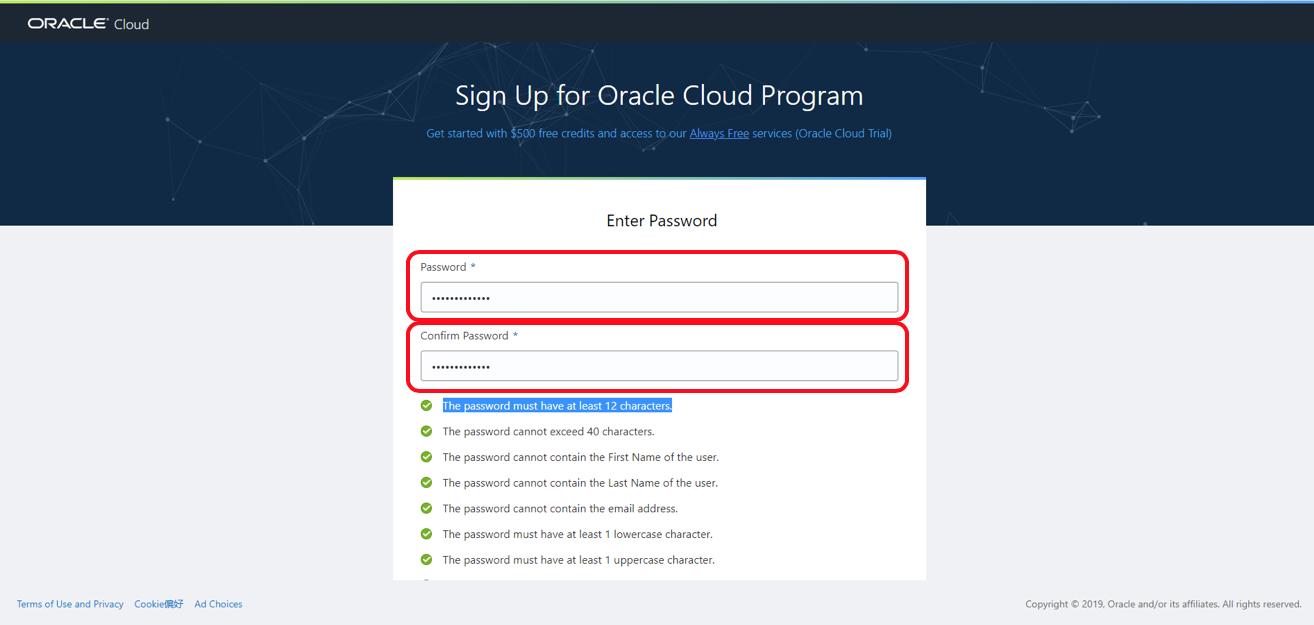 ORACLE Cloud
Sign Up for Oracle Cloud Program
Get started with $500 free credits and access to our Always Free services (Oracle Cloud Trial)
Enter Password
Password *
•••••••••••••
Confirm Password *
•••••••••••••
The password must have at least 12 characters.
The password cannot exceed 40 characters.
The password cannot contain the First Name of the user.
The password cannot contain the Last Name of the user.
The password cannot contain the email address.
The password must have at least 1 lowercase character.
The password must have at least 1 uppercase character.
Terms of Use and Privacy Cookie偏好 Ad Choices
Copyright © 2019, Oracle and/or its affiliates. All rights reserved.